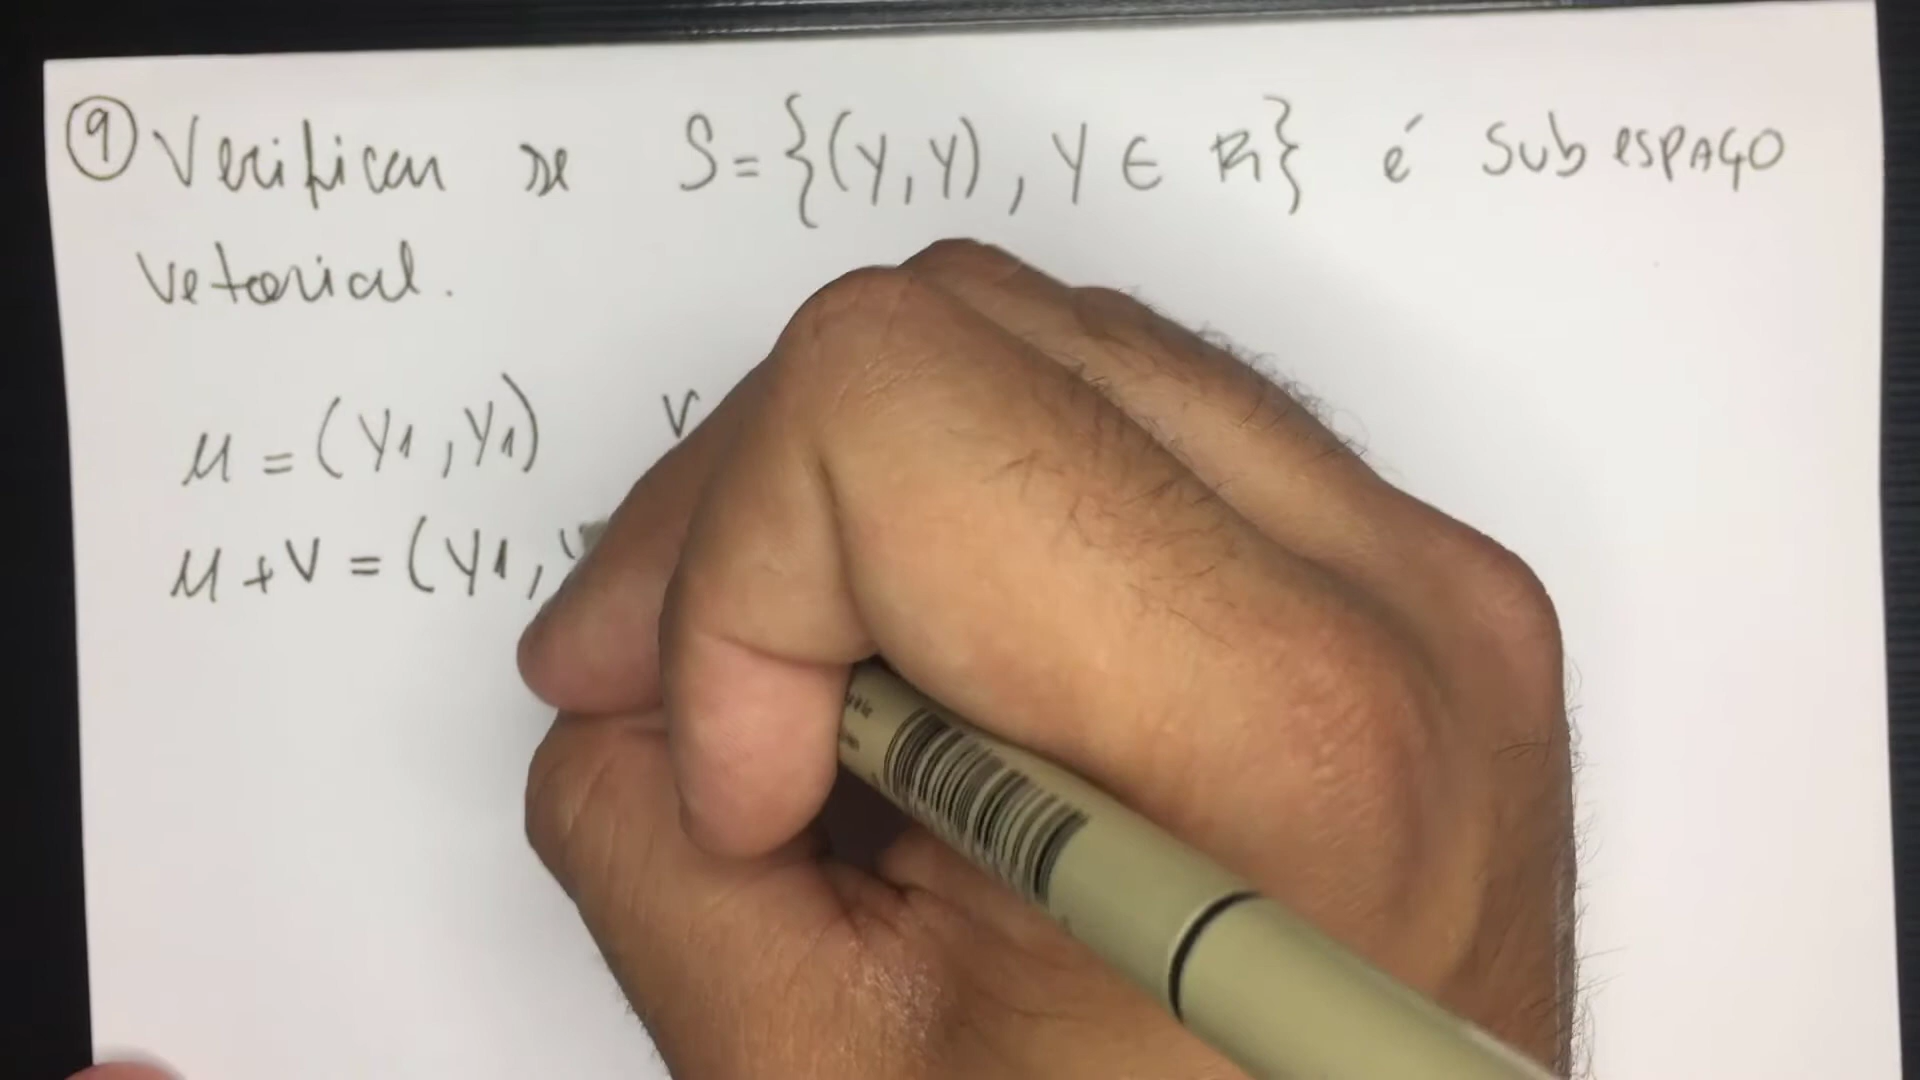 9 Verificar se S = {(Y,Y), Y ∈ ℝ} é subespaço
vetorial.
u = (Y1, Y1) V
u + V = (Y1, Y